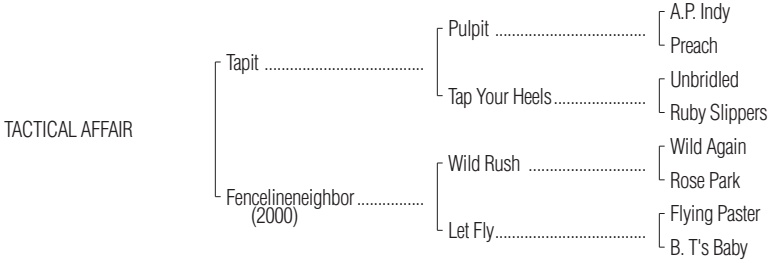 A.P. Indy
Pulpit ......................................
Preach
Tapit ........................................
Unbridled
Tap Your Heels.......................
Ruby Slippers
TACTICAL AFFAIR
Wild Again
Wild Rush .............................
Rose Park
Fencelineneighbor.................
(2000)
Flying Paster
Let Fly......................................
B. T's Baby